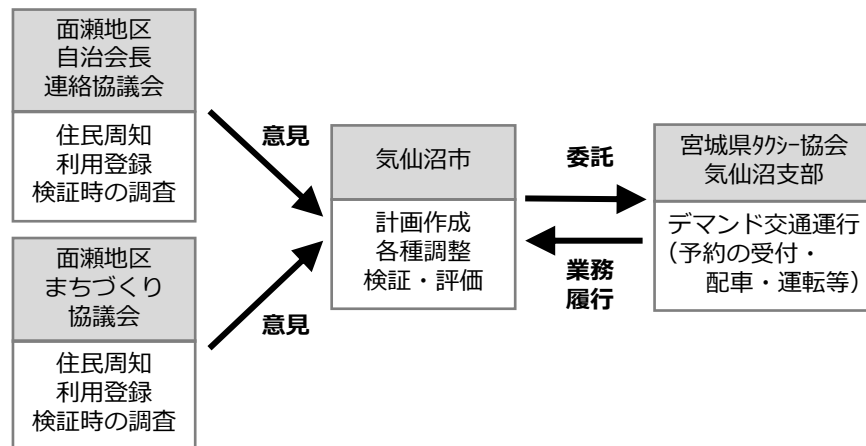 面瀬地区
自治会長
連絡協議会
住民周知
利用登録
検証時の調査
面瀬地区
まちづくり
協議会
住民周知
利用登録
検証時の調査
意見
意見
気仙沼市
計画作成
各種調整
検証・評価
委託
業務
履行
宮城県ﾀｸｼｰ協会
気仙沼支部
デマンド交通運行
（予約の受付・
配車・運転等）